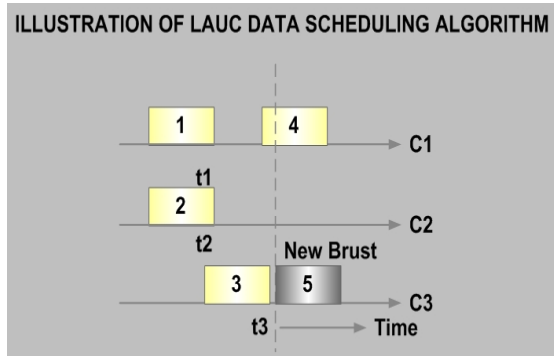 ILLUSTRATION OF LAUC DATA SCHEDULING ALGORITHM
1
4
C1
t1
2
C2
t2
New Brust
3
5
C3
t3
Time